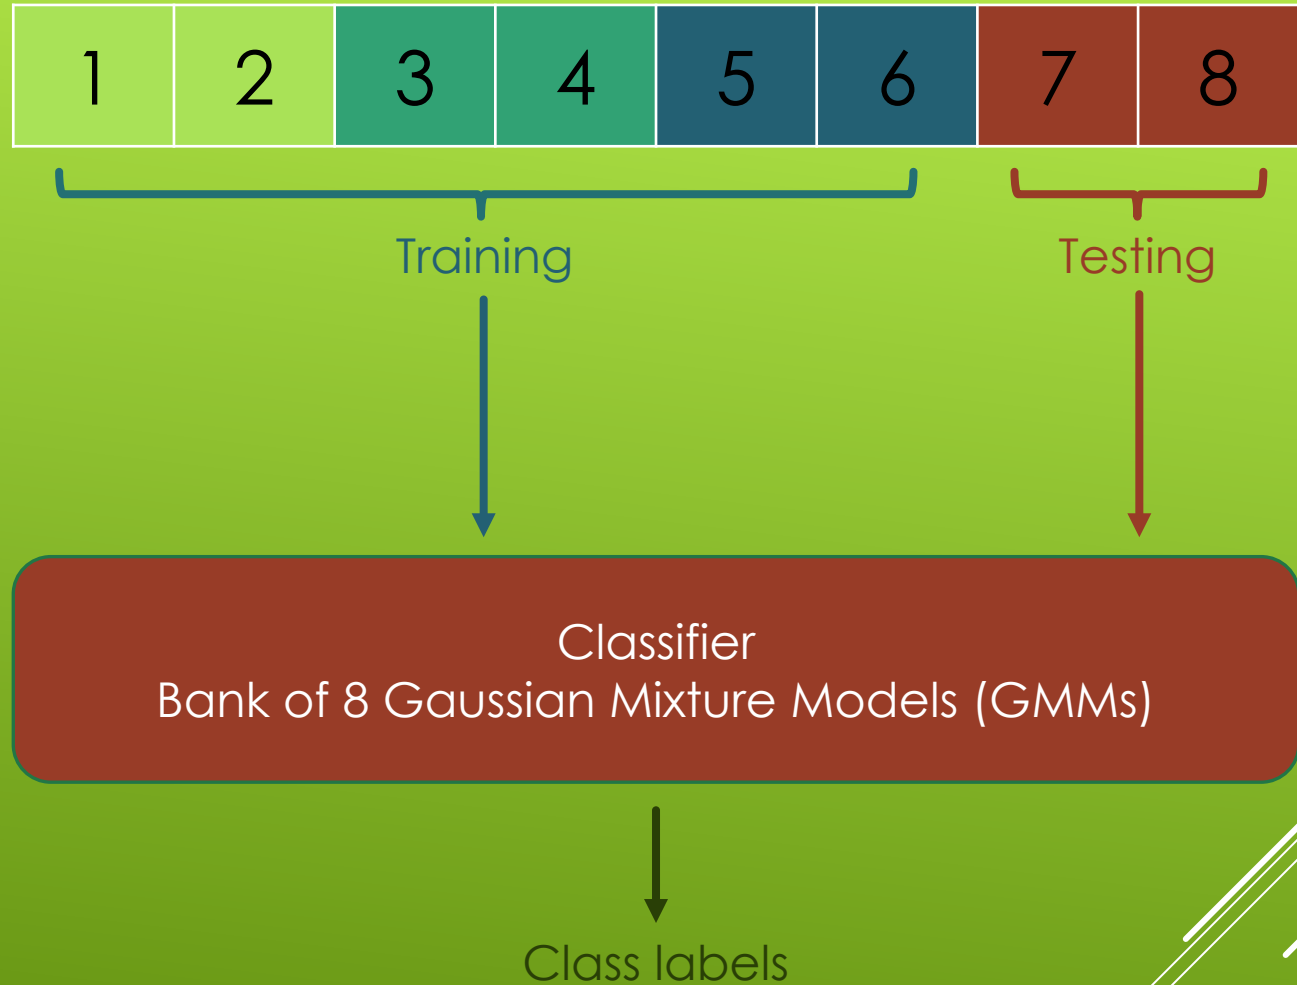 1 2 3 4 5 6 7 8
Training Testing
Classifier
Bank of 8 Gaussian Mixture Models (GMMs)
Class labels